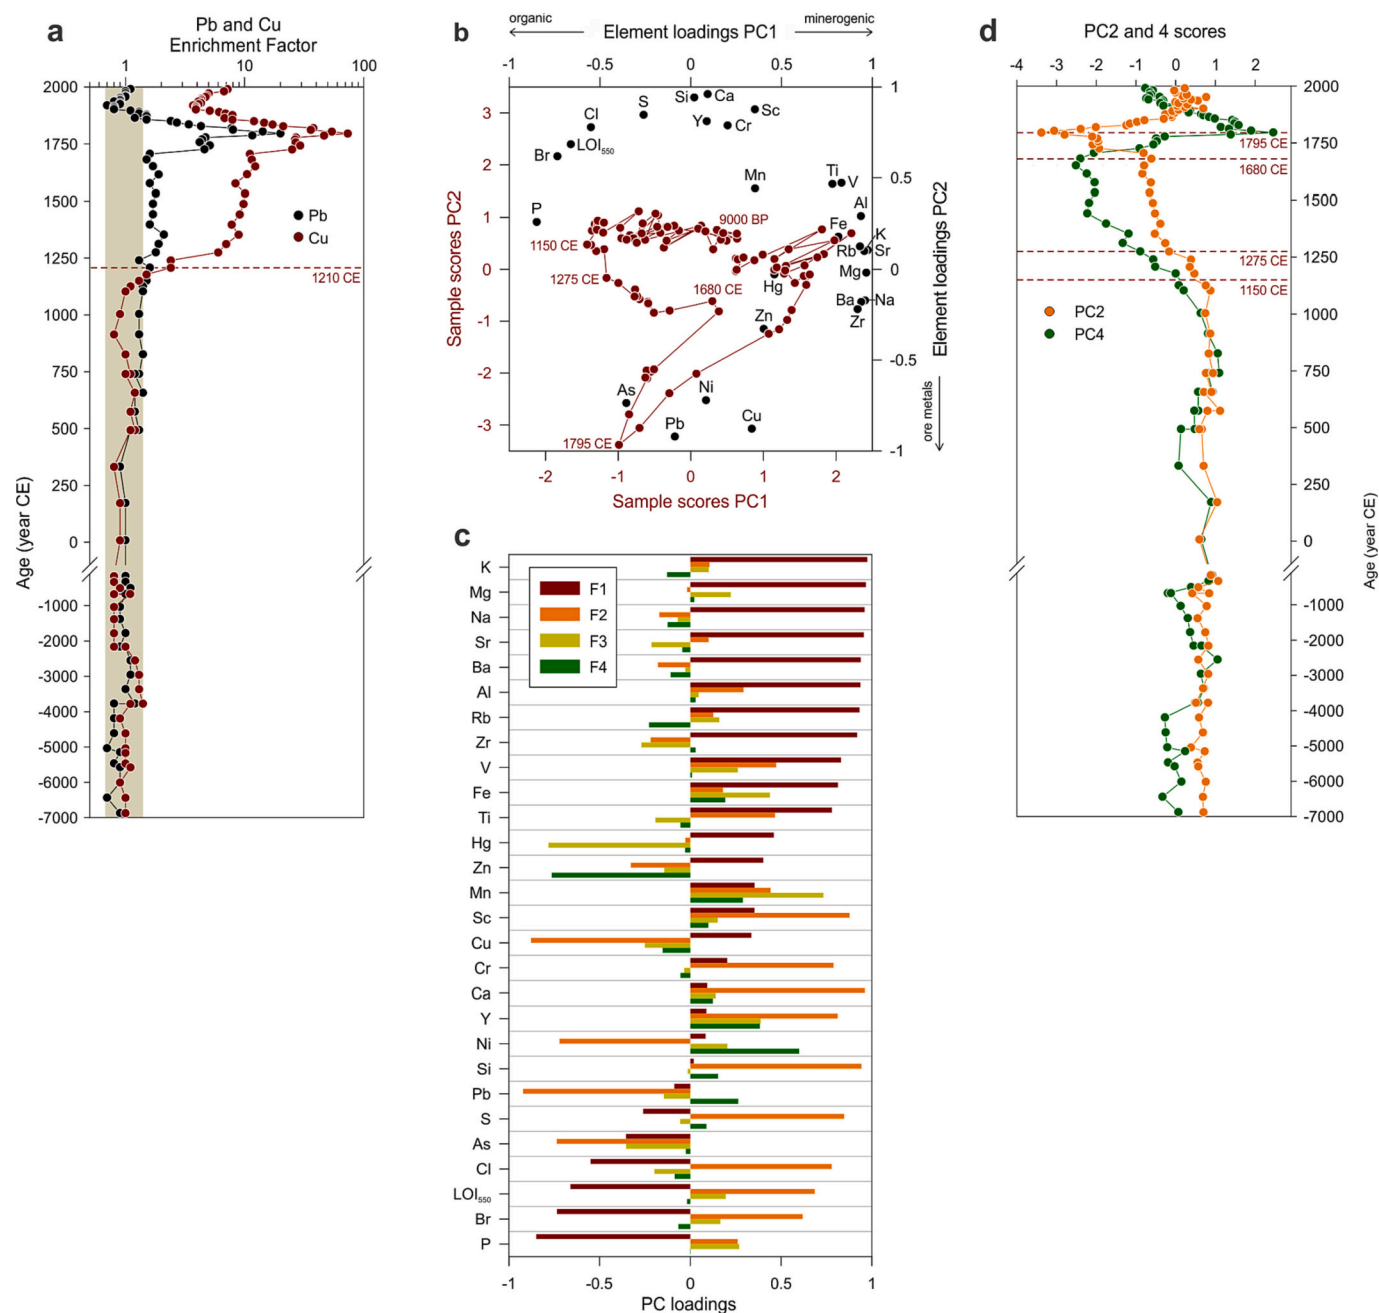 a
Pb and Cu
Enrichment Factor
1
10
100
2000
1750
1500
1250
1000
750
500
250
0
-1000
-2000
-3000
-4000
-5000
-6000
-7000
Age (year CE)
Pb
Cu
1210 CE
b
organic
minerogenic
Element loadings PC1
-1
-0.5
0
0.5
1
3
2
1
0
-1
-2
-3
Sample scores PC2
1
0.5
0
-0.5
-1
Element loadings PC2
ore metals
-2
-1
0
1
2
Sample scores PC1
Cl
S
Si
Ca
Sc
Y
Cr
LOI550
Br
Mn
Ti
V
P
Al
9000 BP
Fe
K
1150 CE
Rb
Sr
1275 CE
1680 CE
Hg
Mg
Ba
Na
Zn
Zr
As
Ni
Pb
Cu
1795 CE
c
F1
F2
F3
F4
K
Mg
Na
Sr
Ba
Al
Rb
Zr
V
Fe
Ti
Hg
Zn
Mn
Sc
Cu
Cr
Ca
Y
Ni
Si
Pb
S
As
Cl
LOI550
Br
P
-1
-0.5
0
0.5
1
PC loadings
d
PC2 and 4 scores
-4
-3
-2
-1
0
1
2
2000
1750
1500
1250
1000
750
500
250
0
-1000
-2000
-3000
-4000
-5000
-6000
-7000
Age (year CE)
1795 CE
1680 CE
1275 CE
1150 CE
PC2
PC4